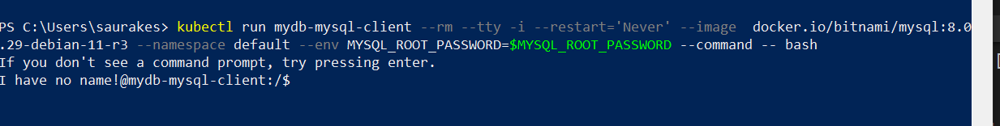 PS C:\Users\saurakes> kubectl run mydb-mysql-client --rm --tty -i --restart='Never' --image  docker.io/bitnami/mysql:8.0
.29-debian-11-r3 --namespace default --env MYSQL_ROOT_PASSWORD=$MYSQL_ROOT_PASSWORD --command -- bash
If you don't see a command prompt, try pressing enter.
I have no name!@mydb-mysql-client:/$